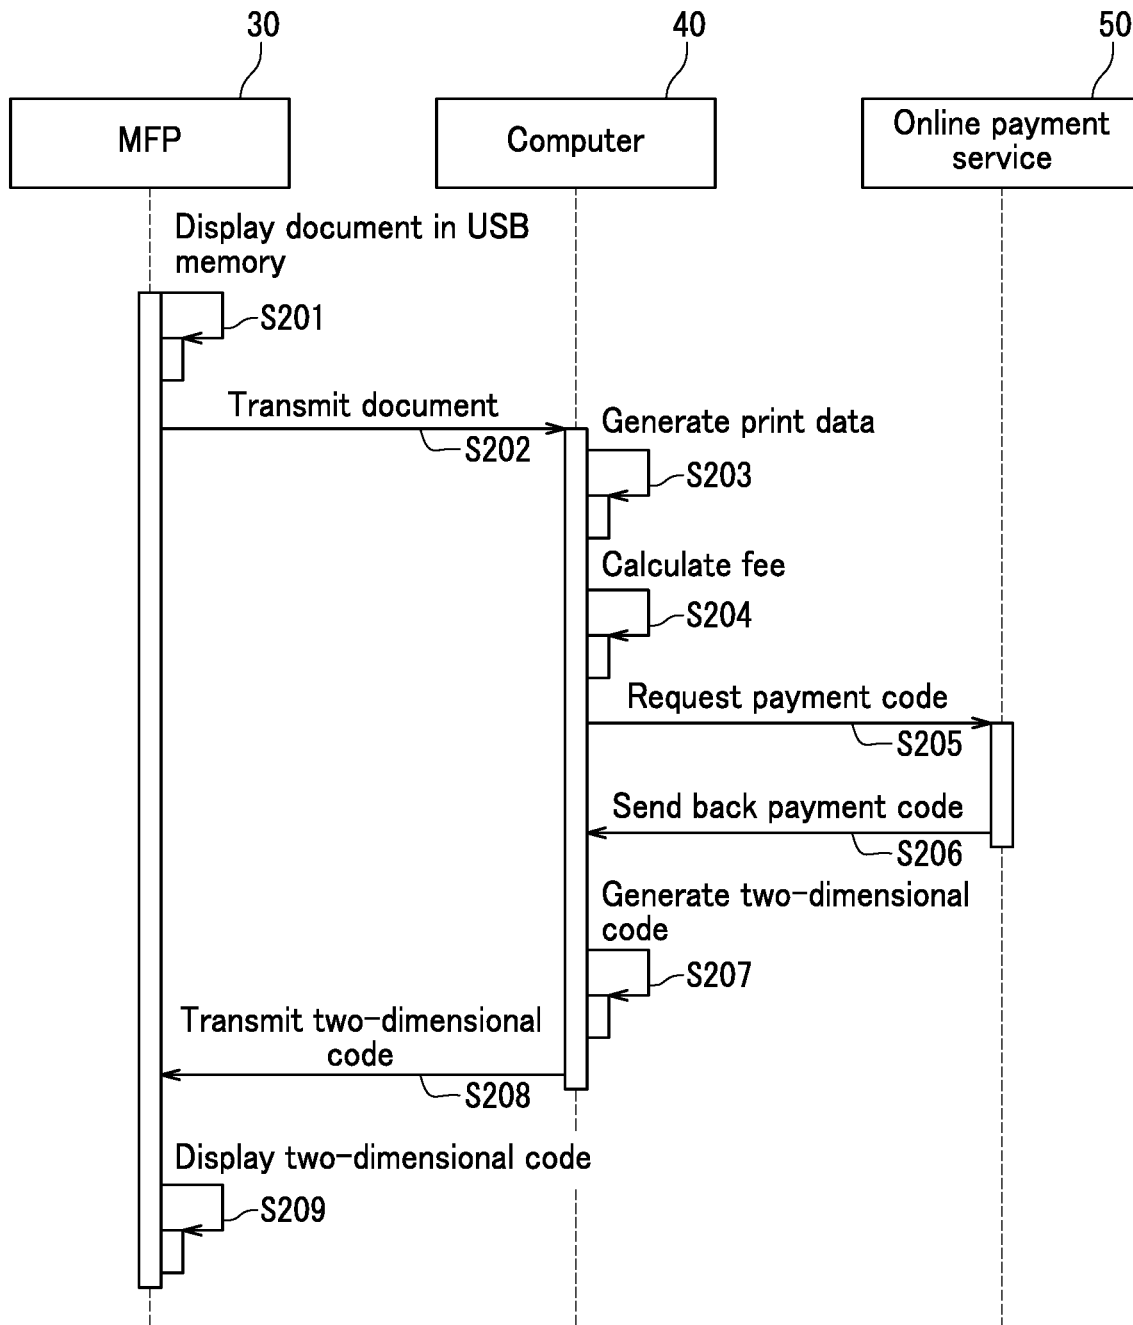 30
40
50
MFP
Computer
Online payment
service
Display document in USB
memory
S201
Transmit document
S202
Generate print data
S203
Calculate fee
S204
Request payment code
S205
Send back payment code
S206
Generate two-dimensional
code
S207
Transmit two-dimensional
code
S208
Display two-dimensional code
S209